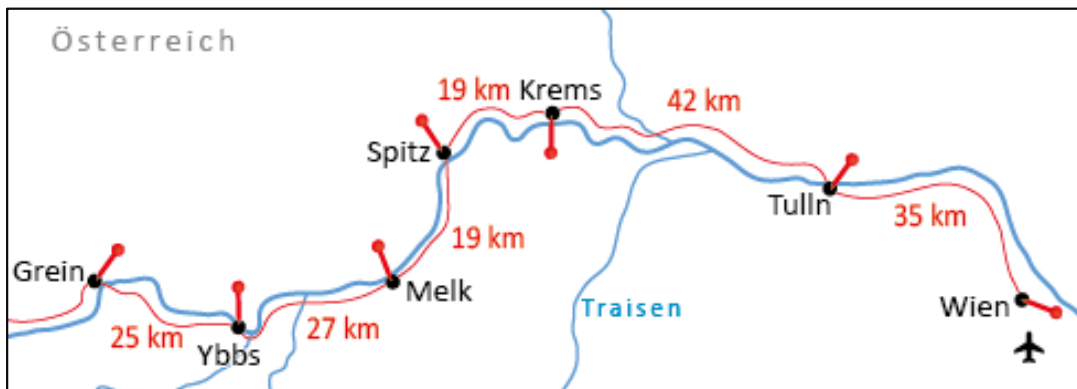 Österreich
19 km
Krems
42 km
Spitz
Tulln
35 km
19 km
Grein
Melk
Wien
Traisen
25 km
27 km
Ybbs